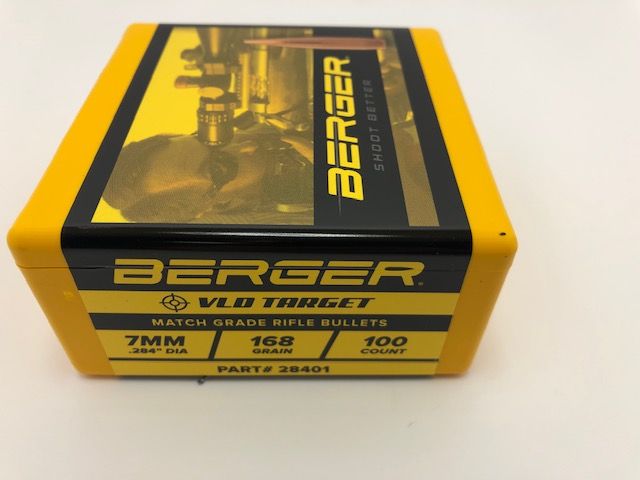 BERGER
SHOOT BETTER
BERGER
VLD TARGET
MATCH GRADE RIFLE BULLETS
7MM
.284" DIA
168
GRAIN
100
COUNT
PART# 28401